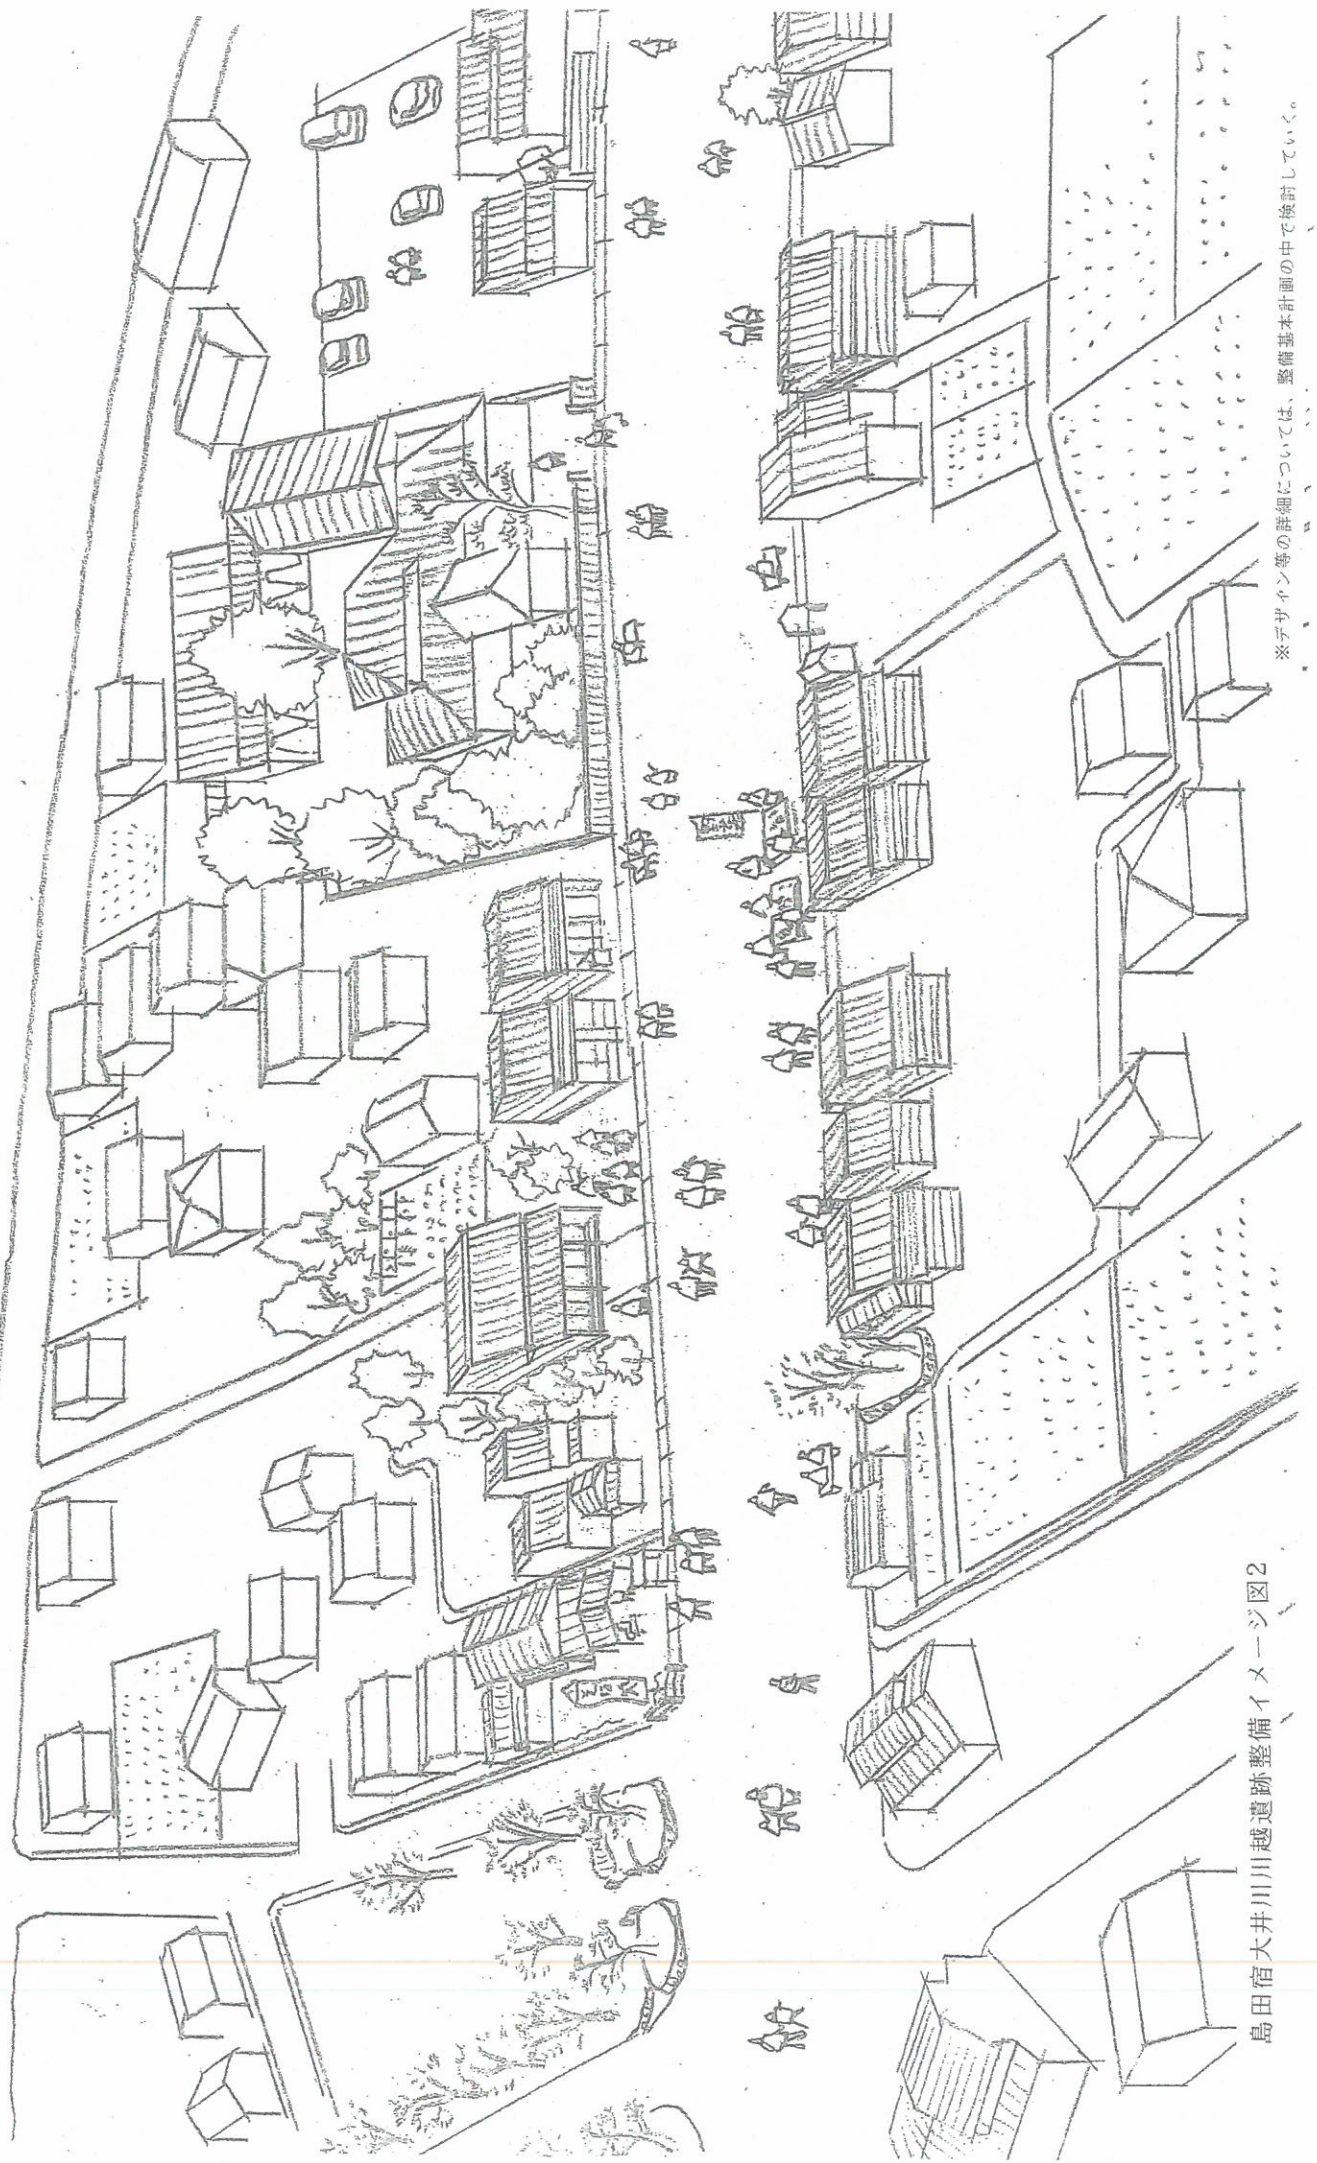 島田宿大井川川越遺跡整備イメージ図2
※デザイン等の詳細については、整備基本計画の中で検討していく。